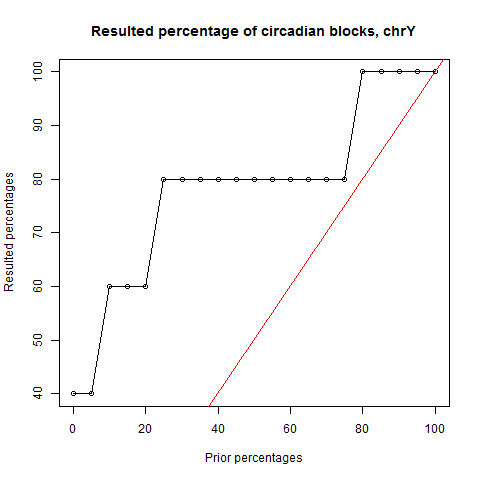 Resulted percentage of circadian blocks, chrY
100
90
80
70
60
50
40
Resulted percentages
0 20 40 60 80 100
Prior percentages